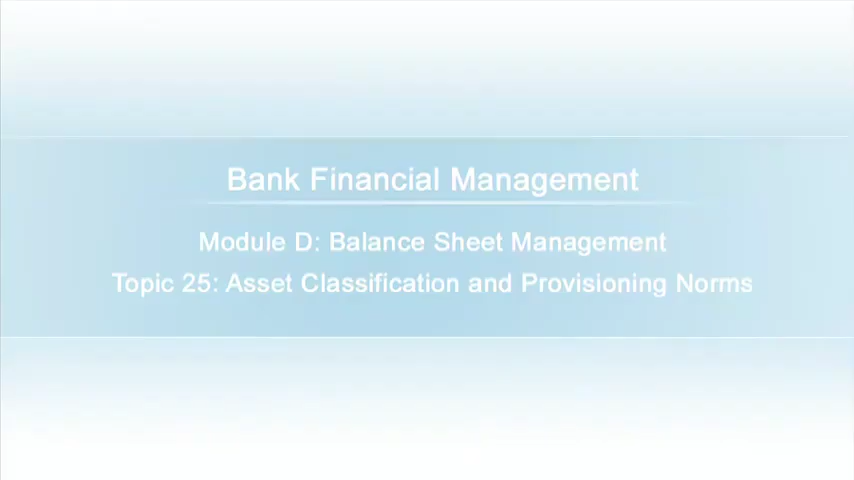 Bank Financial Management
Module D: Balance Sheet Management
Topic 25: Asset Classification and Provisioning Norms